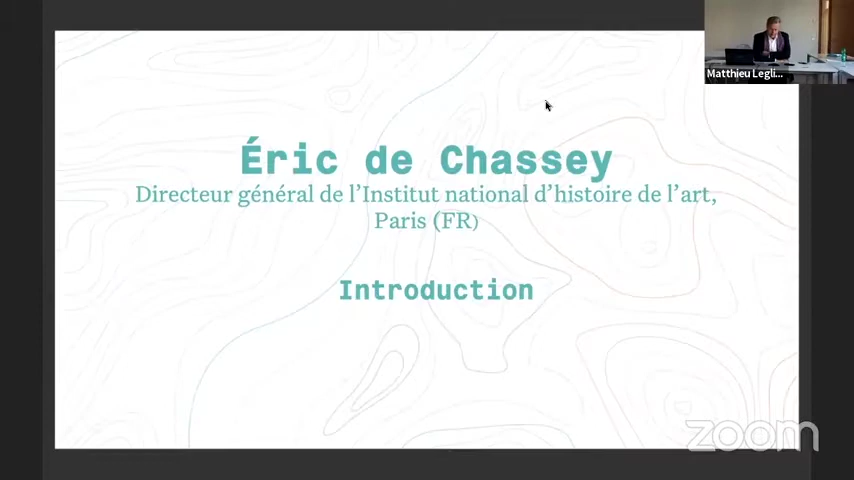 Matthieu Legli...
Éric de Chassey
Directeur général de l'Institut national d'histoire de l'art,
Paris (FR)
Introduction
zoom